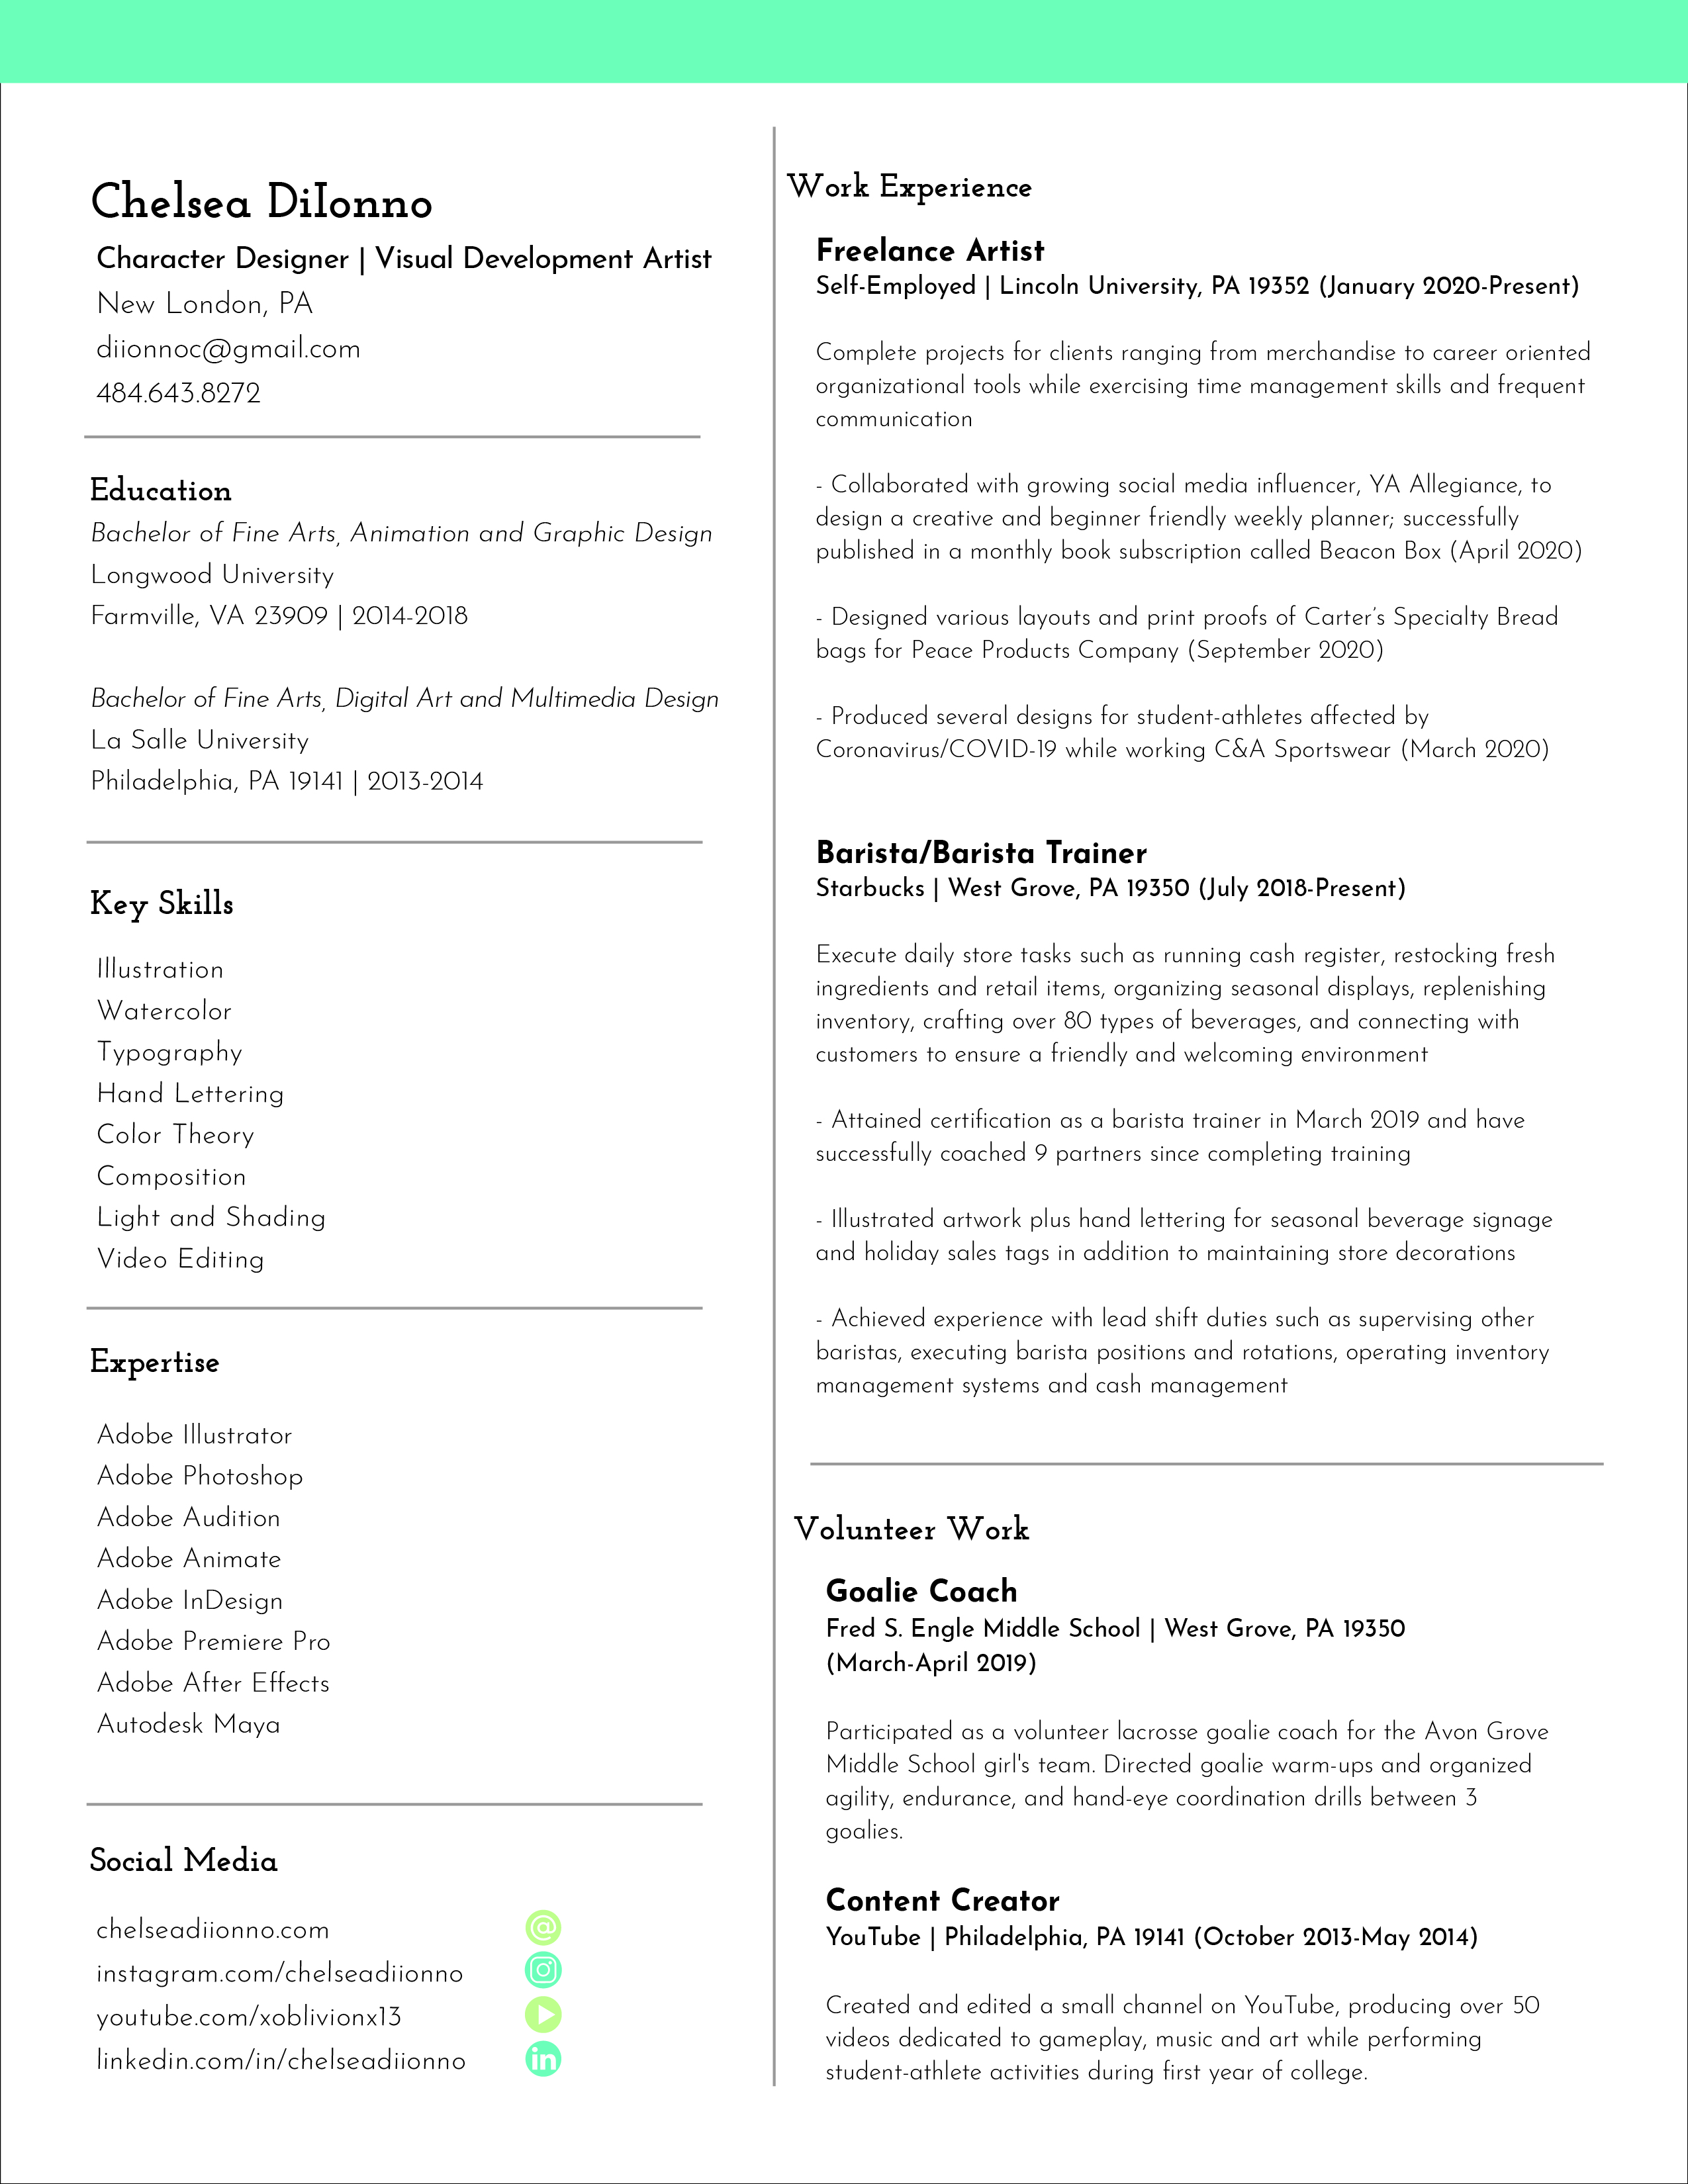 Chelsea DiIonno
Character Designer | Visual Development Artist
New London, PA
diionnoc@gmail.com
484.643.8272
Education
Bachelor of Fine Arts, Animation and Graphic Design
Longwood University
Farmville, VA 23909 | 2014-2018
Bachelor of Fine Arts, Digital Art and Multimedia Design
La Salle University
Philadelphia, PA 19141 | 2013-2014
Key Skills
Illustration
Watercolor
Typography
Hand Lettering
Color Theory
Composition
Light and Shading
Video Editing
Expertise
Adobe Illustrator
Adobe Photoshop
Adobe Audition
Adobe Animate
Adobe InDesign
Adobe Premiere Pro
Adobe After Effects
Autodesk Maya
Social Media
chelseadiionno.com
instagram.com/chelseadiionno
youtube.com/xoblivionx13
linkedin.com/in/chelseadiionno
Work Experience
Freelance Artist
Self-Employed | Lincoln University, PA 19352 (January 2020-Present)
Complete projects for clients ranging from merchandise to career oriented
organizational tools while exercising time management skills and frequent
communication
- Collaborated with growing social media influencer, YA Allegiance, to
design a creative and beginner friendly weekly planner; successfully
published in a monthly book subscription called Beacon Box (April 2020)
- Designed various layouts and print proofs of Carter's Specialty Bread
bags for Peace Products Company (September 2020)
- Produced several designs for student-athletes affected by
Coronavirus/COVID-19 while working C&A Sportswear (March 2020)
Barista/Barista Trainer
Starbucks | West Grove, PA 19350 (July 2018-Present)
Execute daily store tasks such as running cash register, restocking fresh
ingredients and retail items, organizing seasonal displays, replenishing
inventory, crafting over 80 types of beverages, and connecting with
customers to ensure a friendly and welcoming environment
- Attained certification as a barista trainer in March 2019 and have
successfully coached 9 partners since completing training
- Illustrated artwork plus hand lettering for seasonal beverage signage
and holiday sales tags in addition to maintaining store decorations
- Achieved experience with lead shift duties such as supervising other
baristas, executing barista positions and rotations, operating inventory
management systems and cash management
Volunteer Work
Goalie Coach
Fred S. Engle Middle School | West Grove, PA 19350
(March-April 2019)
Participated as a volunteer lacrosse goalie coach for the Avon Grove
Middle School girl's team. Directed goalie warm-ups and organized
agility, endurance, and hand-eye coordination drills between 3
goalies.
Content Creator
YouTube | Philadelphia, PA 19141 (October 2013-May 2014)
Created and edited a small channel on YouTube, producing over 50
videos dedicated to gameplay, music and art while performing
student-athlete activities during first year of college.